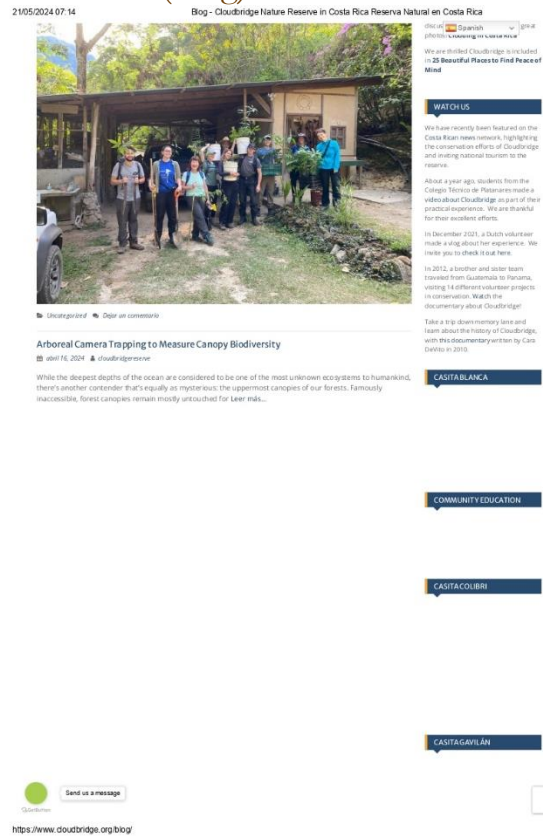 21/05/2024 07:14
Blog - Cloudbridge Nature Reserve in Costa Rica Reserva Natural en Costa Rica
Uncategorized Dejar un comentario
Arboreal Camera Trapping to Measure Canopy Biodiversity
abril 16, 2024 cloudbridgereserve
While the deepest depths of the ocean are considered to be one of the most unknown ecosystems to humankind,
there's another contender that's equally as mysterious: the uppermost canopies of our forests. Famously
inaccessible, forest canopies remain mostly untouched for Leer más...
Spanish
great
We are thrilled Cloudbridge is included
in 25 Beautiful Places to Find Peace of
Mind
WATCH US
We have recently been featured on the
Costa Rican news network, highlighting
the conservation efforts of Cloudbridge
and inviting national tourism to the
reserve.
About a year ago, students from the
Colegio Técnico de Platanares made a
video about Cloudbridge as part of their
practical experience. We are thankful
for their excellent efforts.
In December 2021, a Dutch volunteer
made a vlog about her experience. We
invite you to check it out here.
In 2012, a brother and sister team
traveled from Guatemala to Panama,
visiting 14 different volunteer projects
in conservation. Watch the
documentary about Cloudbridge!
Take a trip down memory lane and
learn about the history of Cloudbridge,
with this documentary written by Cara
DeVito in 2010.
CASITA BLANCA
COMMUNITY EDUCATION
CASITA COLIBRI
CASITA GAVILÁN
Send us a message
https://www.cloudbridge.org/blog/